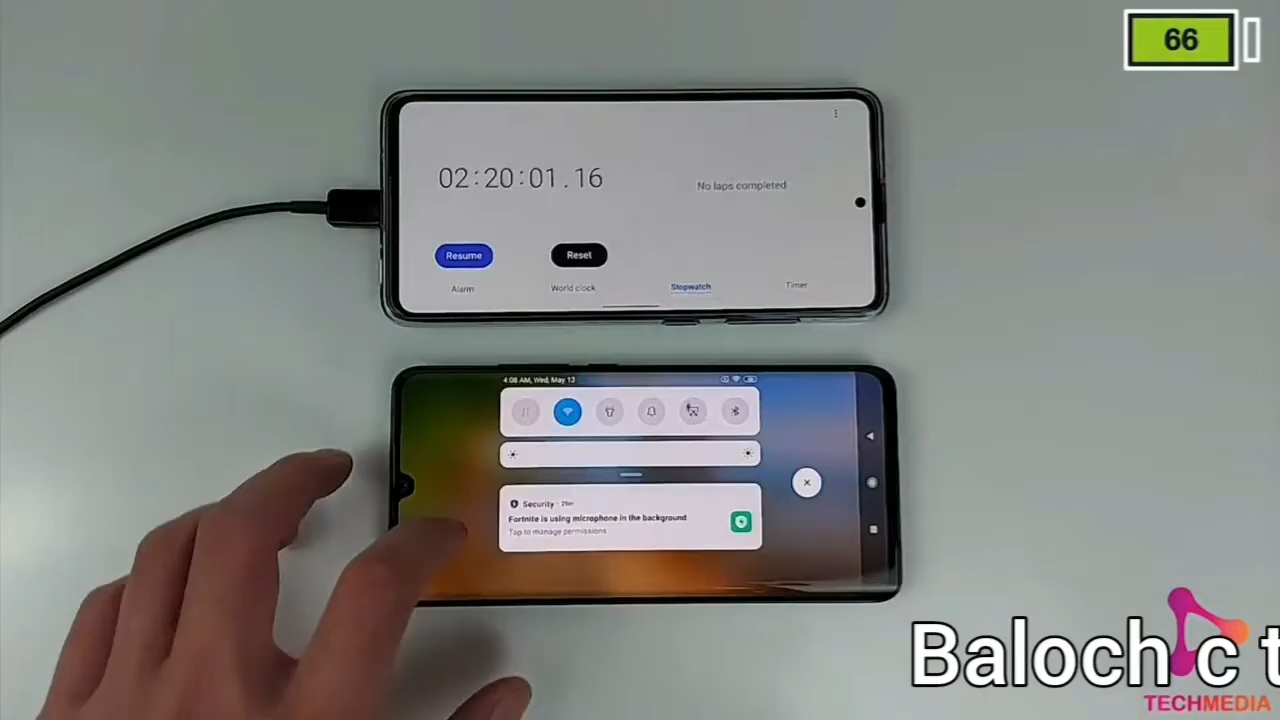 66
02:20:01.16
No laps completed
Resume
Reset
Alarm
World clock
Stopwatch
Timer
4:08 AM, Wed, May 13
Security
Fortnite is using microphone in the background
Tap to manage permissions
Baloch c t
TECHMEDIA